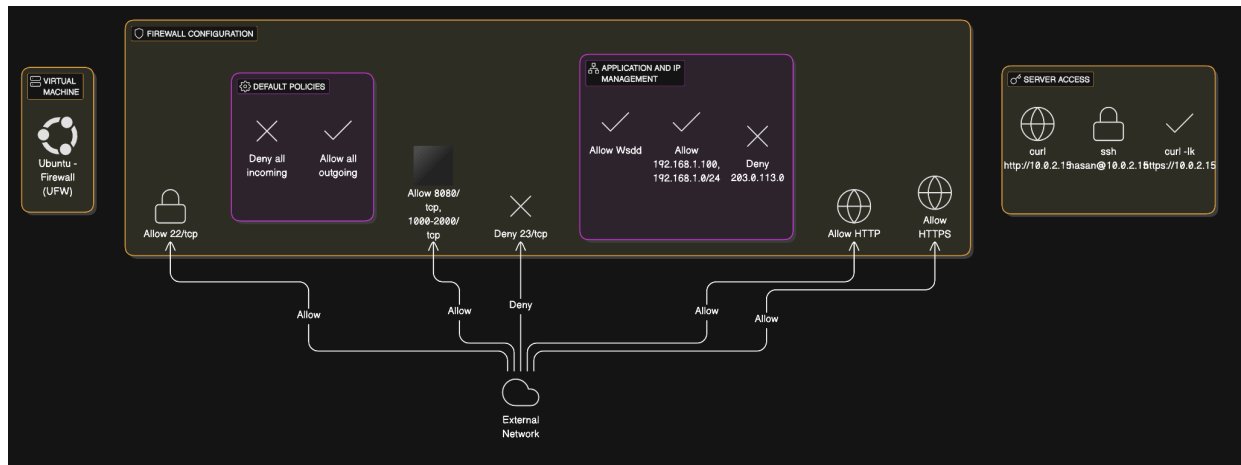 FIREWALL CONFIGURATION
VIRTUAL
MACHINE
Ubuntu -
Firewall
(UFW)
DEFAULT POLICIES
Deny all
incoming
Allow all
outgoing
APPLICATION AND IP
MANAGEMENT
Allow Wsdd
Allow
192.168.1.100,
192.168.1.0/24
Deny
203.0.113.0
SERVER ACCESS
curl
http://10.0.2.15
ssh
hasan@10.0.2.15
curl -Ik
https://10.0.2.15
Allow 22/tcp
Allow 8080/
tcp,
1000-2000/
tcp
Deny 23/tcp
Allow HTTP
Allow
HTTPS
Allow
Allow
Deny
Allow
Allow
External
Network